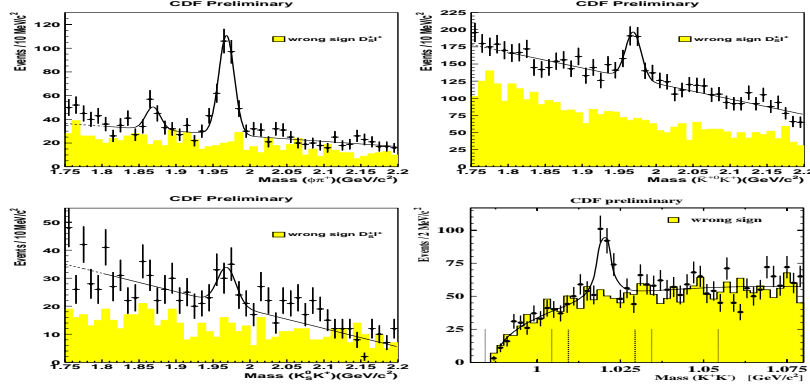 CDF Preliminary
Events/10 MeV/c²
wrong sign Dₛl⁺
100
80
60
40
20
0
1.75 1.8 1.85 1.9 1.95 2 2.05 2.1 2.15 2.2
Mass (ϕπ⁺)(GeV/c²)
CDF Preliminary
Events/10 MeV/c²
wrong sign Dₛl⁺
225
200
175
150
125
100
75
50
25
0
1.75 1.8 1.85 1.9 1.95 2 2.05 2.1 2.15 2.2
Mass (K*⁰K⁺)(GeV/c²)
CDF Preliminary
Events/10MeV/c²
wrong sign Dₛl⁺
50
40
30
20
10
0
1.75 1.8 1.85 1.9 1.95 2 2.05 2.1 2.15 2.2
Mass (K⁰ₛK⁺)(GeV/c²)
CDF preliminary
Events/2 MeV/c²
wrong sign
100
75
50
25
0
1 1.025 1.05 1.075
Mass (K⁺K⁻) [GeV/c²]